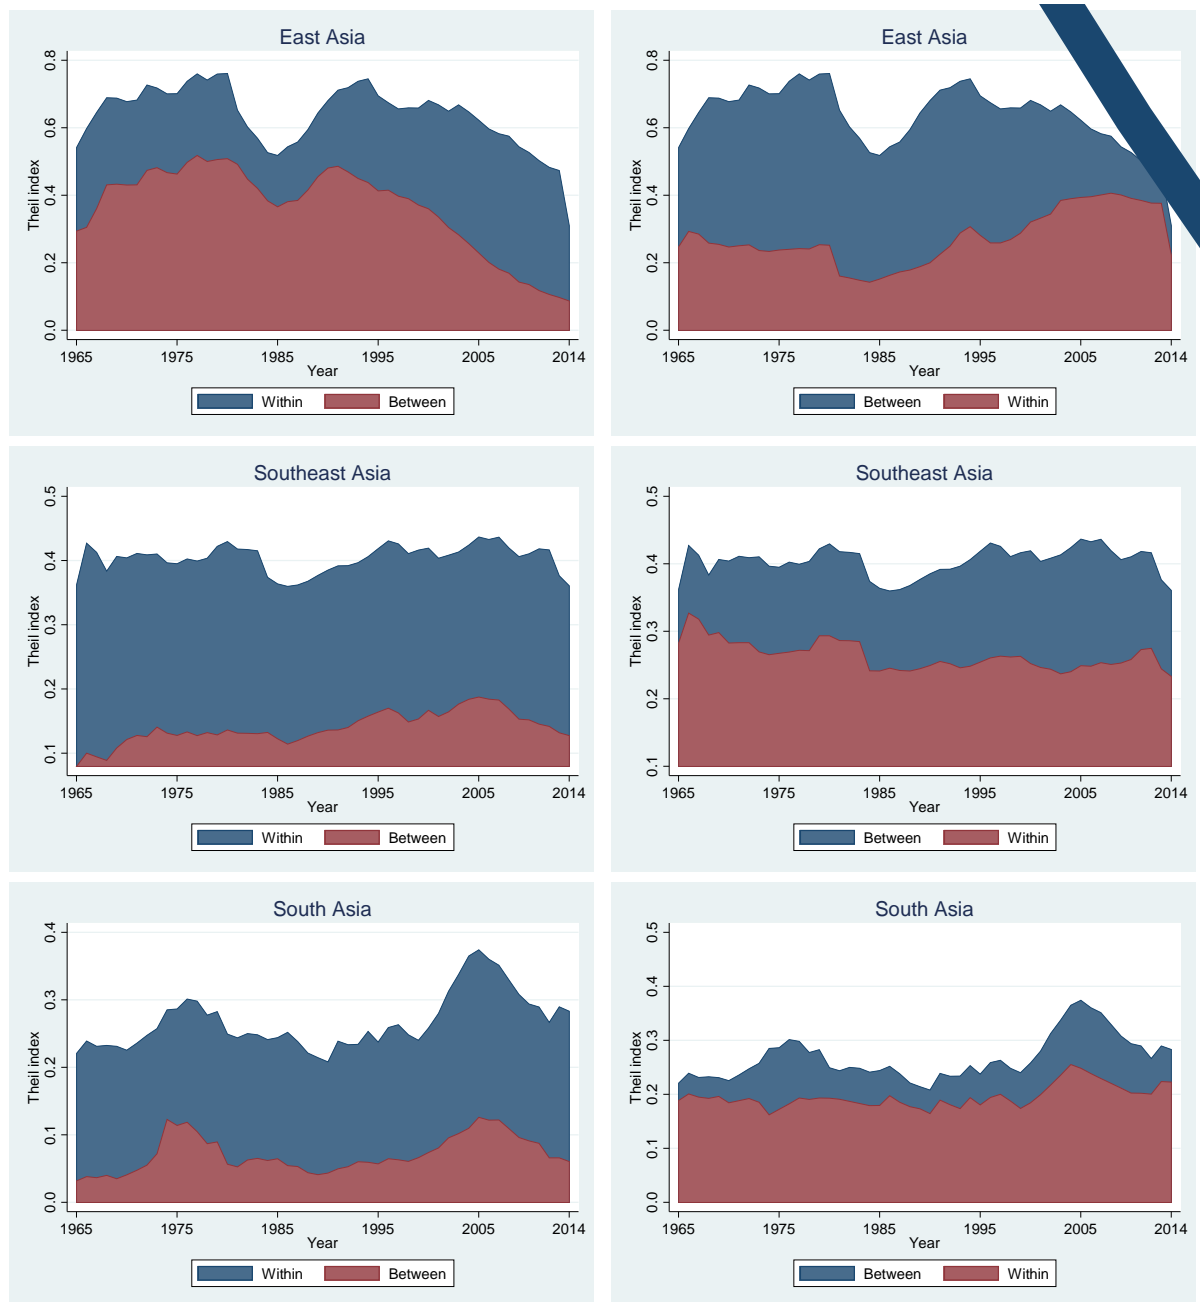 East Asia
Theil index
0.8
0.6
0.4
0.2
0.0
1965 1975 1985 1995 2005 2014
Year
Within Between
East Asia
Theil index
0.8
0.6
0.4
0.2
0.0
1965 1975 1985 1995 2005 2014
Year
Between Within
Southeast Asia
Theil index
0.5
0.4
0.3
0.2
0.1
1965 1975 1985 1995 2005 2014
Year
Within Between
Southeast Asia
Theil index
0.5
0.4
0.3
0.2
0.1
1965 1975 1985 1995 2005 2014
Year
Between Within
South Asia
Theil index
0.4
0.3
0.2
0.1
0.0
1965 1975 1985 1995 2005 2014
Year
Within Between
South Asia
Theil index
0.5
0.4
0.3
0.2
0.1
0.0
1965 1975 1985 1995 2005 2014
Year
Between Within